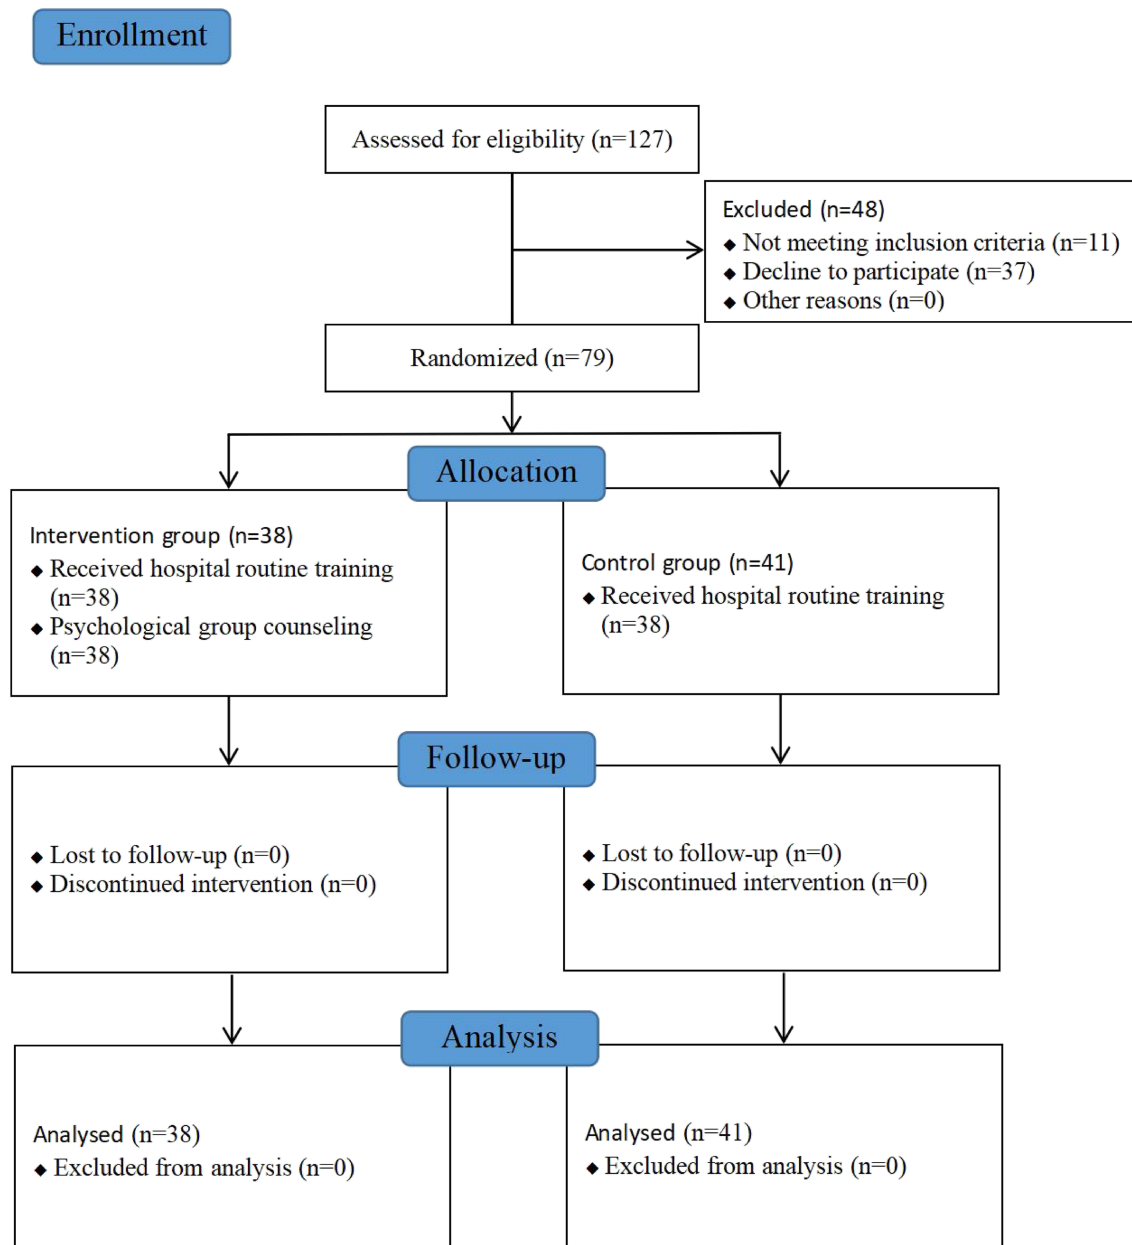 Enrollment
Assessed for eligibility (n=127)
Excluded (n=48)
◆ Not meeting inclusion criteria (n=11)
◆ Decline to participate (n=37)
◆ Other reasons (n=0)
Randomized (n=79)
Allocation
Intervention group (n=38)
◆ Received hospital routine training
(n=38)
◆ Psychological group counseling
(n=38)
Control group (n=41)
◆ Received hospital routine training
(n=38)
Follow-up
◆ Lost to follow-up (n=0)
◆ Discontinued intervention (n=0)
◆ Lost to follow-up (n=0)
◆ Discontinued intervention (n=0)
Analysis
Analysed (n=38)
◆ Excluded from analysis (n=0)
Analysed (n=41)
◆ Excluded from analysis (n=0)